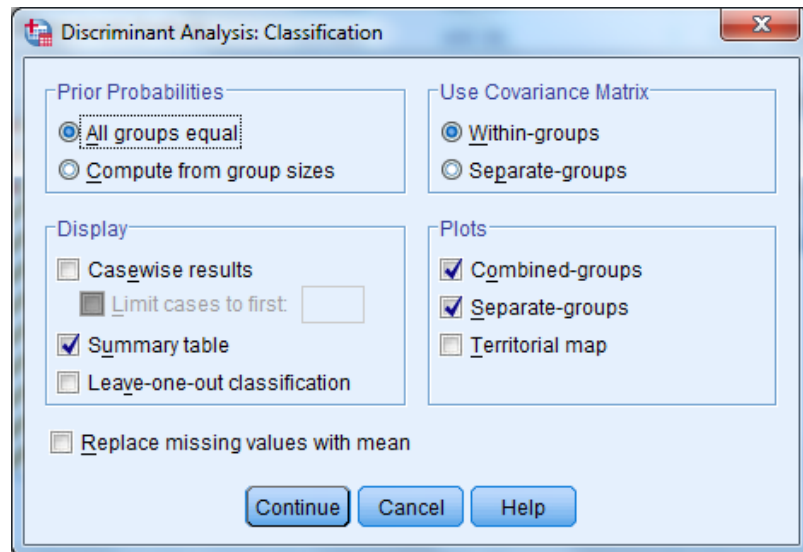 Discriminant Analysis: Classification
Prior Probabilities
All groups equal
Compute from group sizes
Use Covariance Matrix
Within-groups
Separate-groups
Display
Casewise results
Limit cases to first:
Summary table
Leave-one-out classification
Plots
Combined-groups
Separate-groups
Territorial map
Replace missing values with mean
Continue Cancel Help